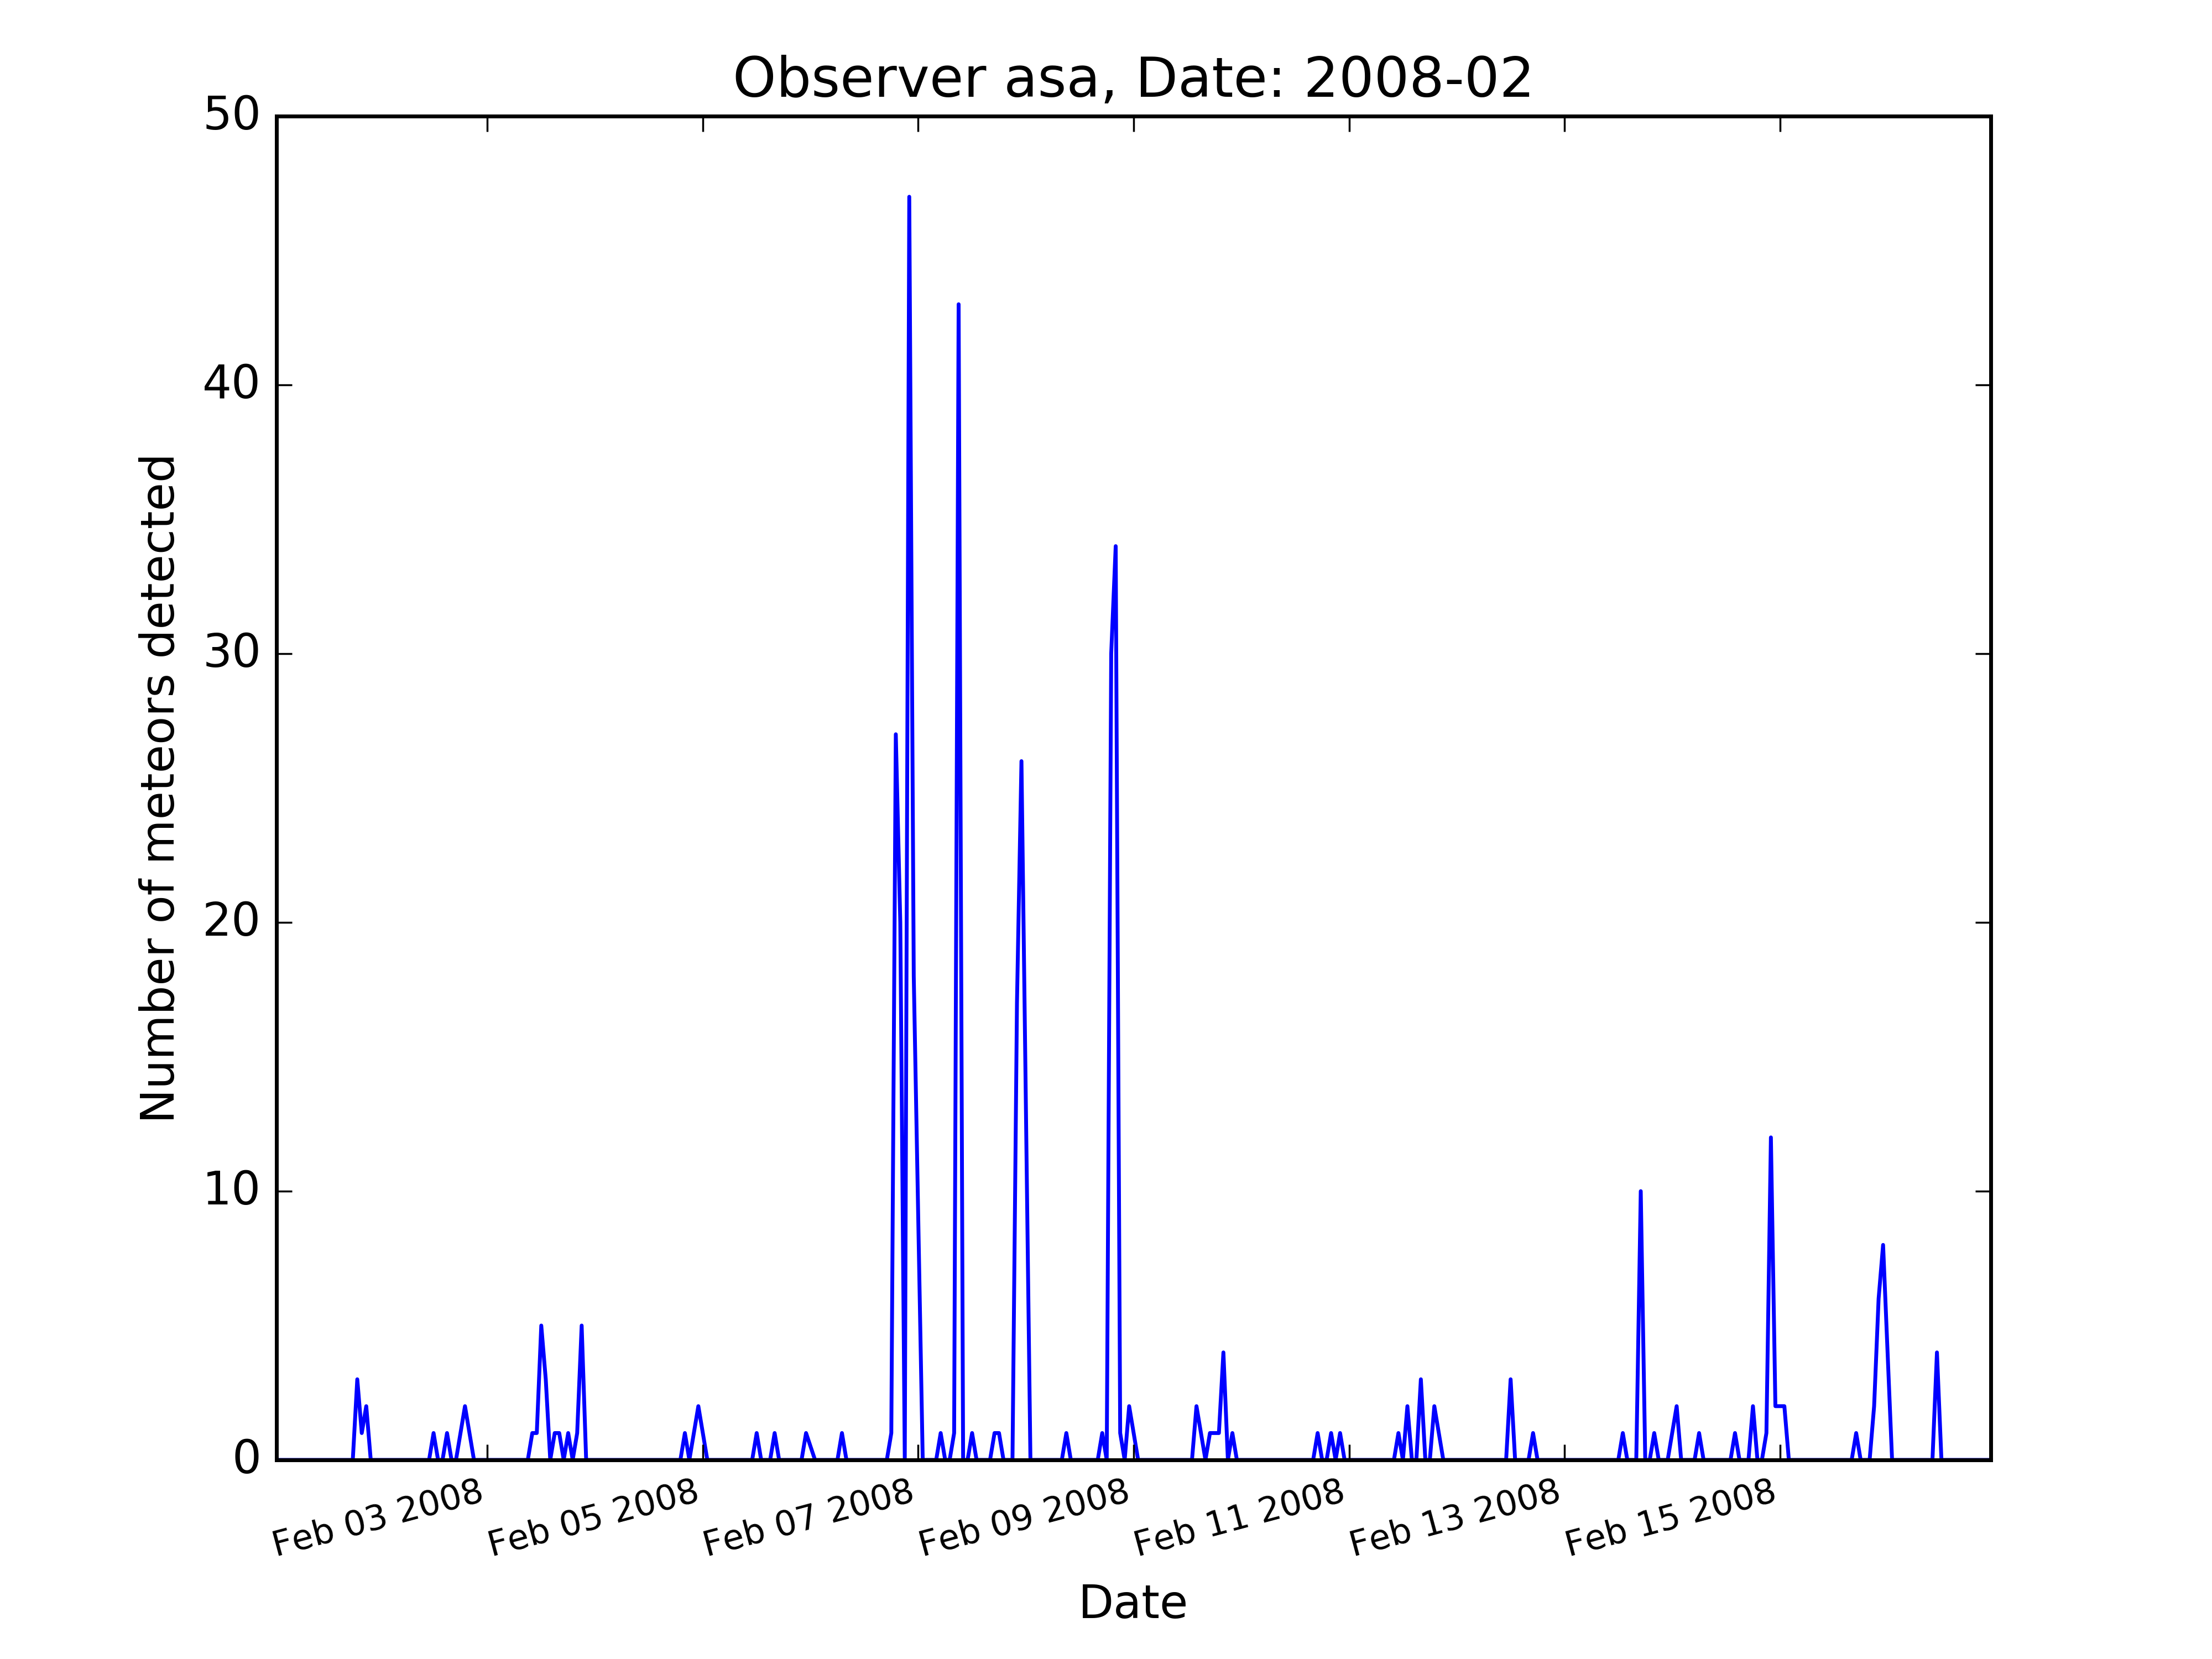 Observer asa, Date: 2008-02
50
40
30
20
10
0
Number of meteors detected
Feb 03 2008
Feb 05 2008
Feb 07 2008
Feb 09 2008
Feb 11 2008
Feb 13 2008
Feb 15 2008
Date